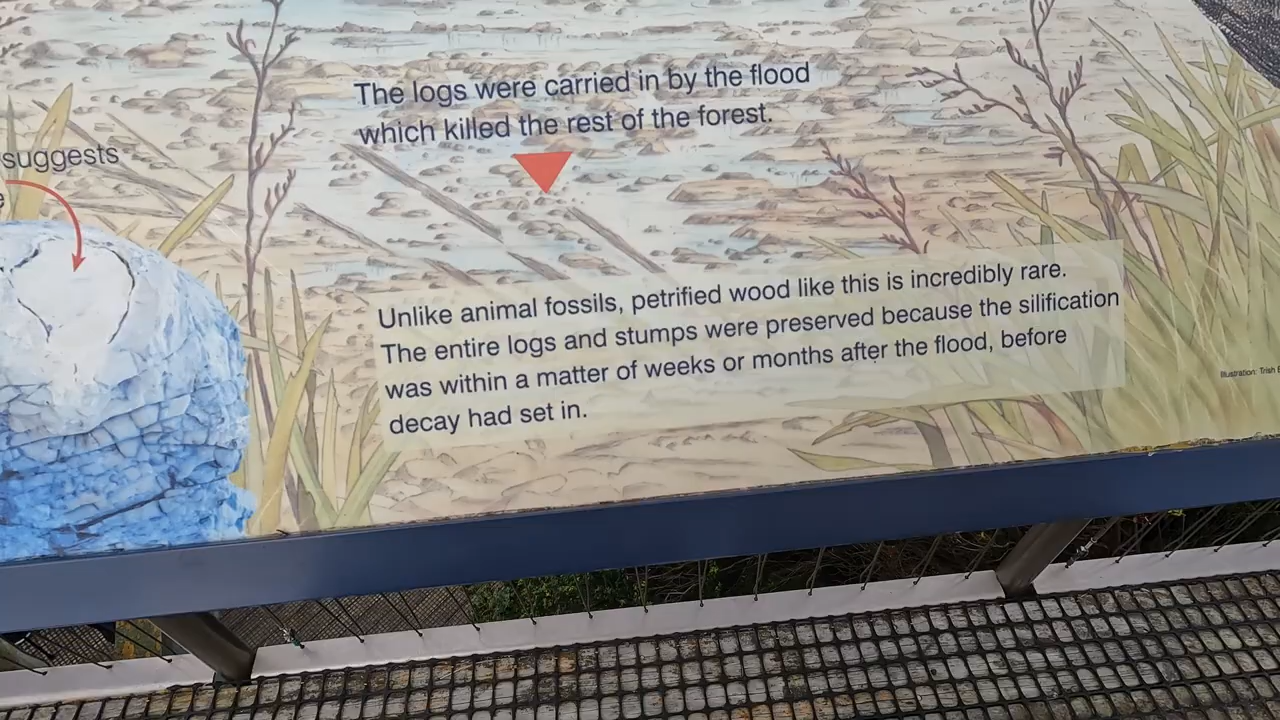 The logs were carried in by the flood
which killed the rest of the forest.
suggests
Unlike animal fossils, petrified wood like this is incredibly rare.
The entire logs and stumps were preserved because the silification
was within a matter of weeks or months after the flood, before
decay had set in.
Illustration: Trish